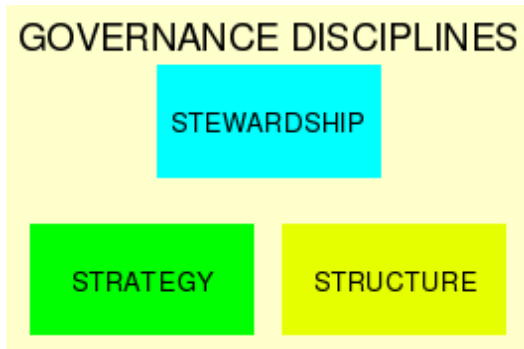 GOVERNANCE DISCIPLINES
STEWARDSHIP
STRATEGY
STRUCTURE